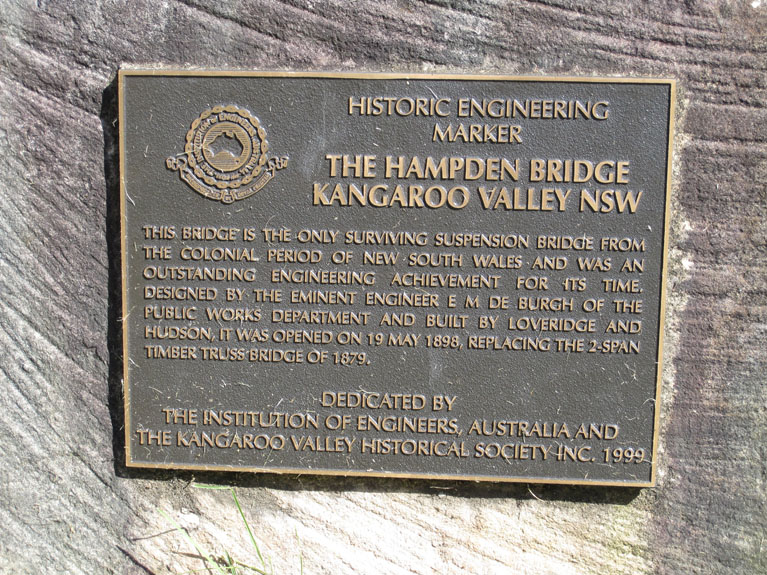 HISTORIC ENGINEERING
MARKER
THE HAMPDEN BRIDGE
KANGAROO VALLEY NSW
THIS BRIDGE IS THE ONLY SURVIVING SUSPENSION BRIDGE FROM
THE COLONIAL PERIOD OF NEW SOUTH WALES AND WAS AN
OUTSTANDING ENGINEERING ACHIEVEMENT FOR ITS TIME.
DESIGNED BY THE EMINENT ENGINEER E M DE BURGH OF THE
PUBLIC WORKS DEPARTMENT AND BUILT BY LOVERIDGE AND
HUDSON, IT WAS OPENED ON 19 MAY 1898, REPLACING THE 2-SPAN
TIMBER TRUSS BRIDGE OF 1879.
DEDICATED BY
THE INSTITUTION OF ENGINEERS, AUSTRALIA AND
THE KANGAROO VALLEY HISTORICAL SOCIETY INC. 1999